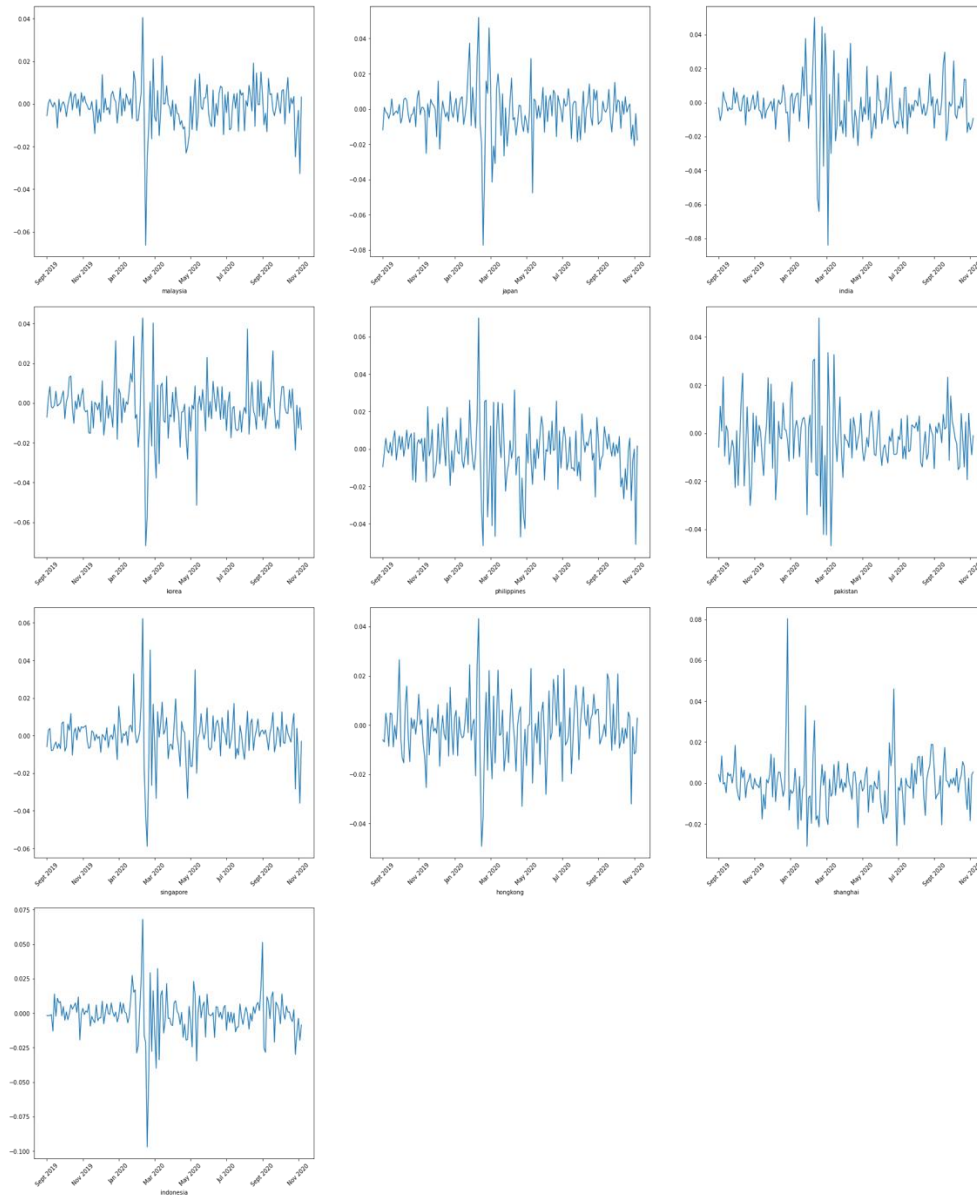 0.04
0.02
0.00
−0.02
−0.04
−0.06
Sept 2019
Nov 2019
Jan 2020
Mar 2020
May 2020
Jul 2020
Sept 2020
Nov 2020
malaysia
0.04
0.02
0.00
−0.02
−0.04
−0.06
−0.08
Sept 2019
Nov 2019
Jan 2020
Mar 2020
May 2020
Jul 2020
Sept 2020
Nov 2020
japan
0.04
0.02
0.00
−0.02
−0.04
−0.06
−0.08
Sept 2019
Nov 2019
Jan 2020
Mar 2020
May 2020
Jul 2020
Sept 2020
Nov 2020
india
0.04
0.02
0.00
−0.02
−0.04
−0.06
Sept 2019
Nov 2019
Jan 2020
Mar 2020
May 2020
Jul 2020
Sept 2020
Nov 2020
korea
0.06
0.04
0.02
0.00
−0.02
−0.04
Sept 2019
Nov 2019
Jan 2020
Mar 2020
May 2020
Jul 2020
Sept 2020
Nov 2020
philippines
0.04
0.02
0.00
−0.02
−0.04
Sept 2019
Nov 2019
Jan 2020
Mar 2020
May 2020
Jul 2020
Sept 2020
Nov 2020
pakistan
0.06
0.04
0.02
0.00
−0.02
−0.04
−0.06
Sept 2019
Nov 2019
Jan 2020
Mar 2020
May 2020
Jul 2020
Sept 2020
Nov 2020
singapore
0.04
0.02
0.00
−0.02
−0.04
Sept 2019
Nov 2019
Jan 2020
Mar 2020
May 2020
Jul 2020
Sept 2020
Nov 2020
hongkong
0.08
0.06
0.04
0.02
0.00
−0.02
Sept 2019
Nov 2019
Jan 2020
Mar 2020
May 2020
Jul 2020
Sept 2020
Nov 2020
shanghai
0.075
0.050
0.025
0.000
−0.025
−0.050
−0.075
−0.100
Sept 2019
Nov 2019
Jan 2020
Mar 2020
May 2020
Jul 2020
Sept 2020
Nov 2020
indonesia